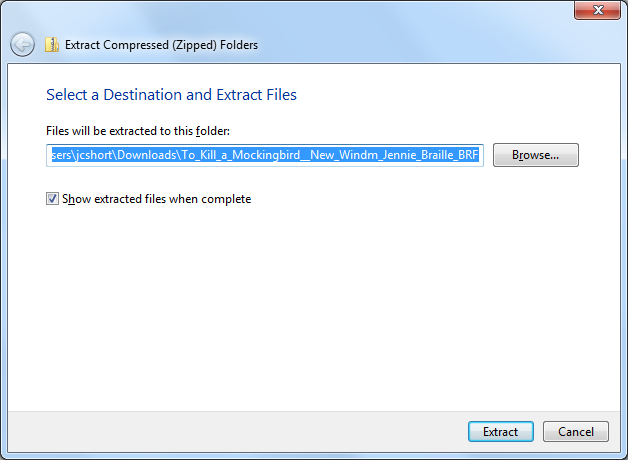 Extract Compressed (Zipped) Folders
Select a Destination and Extract Files
Files will be extracted to this folder:
sers\jcshort\Downloads\To_Kill_a_Mockingbird__New_Windm_Jennie_Braille_BRF
Browse...
Show extracted files when complete
Extract
Cancel